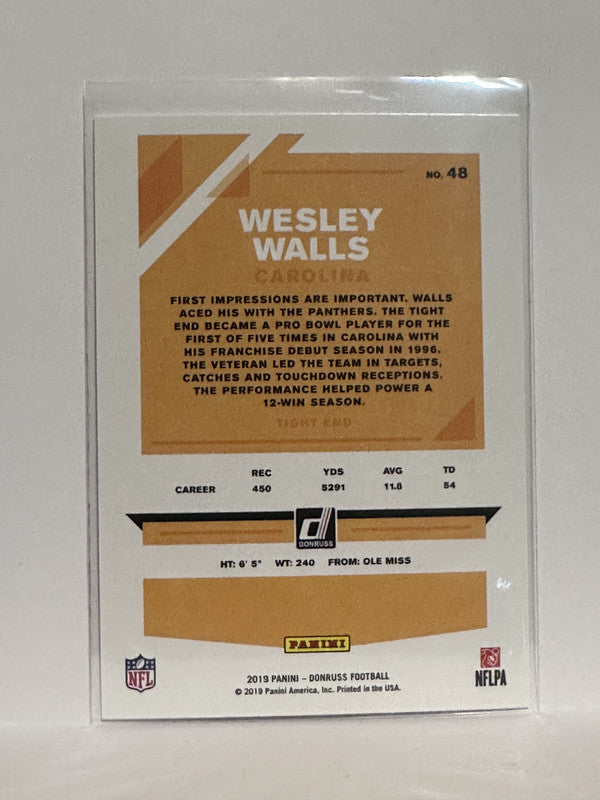 NO. 48
WESLEY
WALLS
CAROLINA
FIRST IMPRESSIONS ARE IMPORTANT. WALLS
ACED HIS WITH THE PANTHERS. THE TIGHT
END BECAME A PRO BOWL PLAYER FOR THE
FIRST OF FIVE TIMES IN CAROLINA WITH
HIS FRANCHISE DEBUT SEASON IN 1996.
THE VETERAN LED THE TEAM IN TARGETS,
CATCHES AND TOUCHDOWN RECEPTIONS.
THE PERFORMANCE HELPED POWER A
12-WIN SEASON.
TIGHT END
REC YDS AVG TD
CAREER 450 5291 11.8 54
d
DONRUSS
HT: 6' 5" WT: 240 FROM: OLE MISS
PANINI
NFL
2019 PANINI – DONRUSS FOOTBALL
© 2019 Panini America, Inc. Printed in the USA.
NFLPA